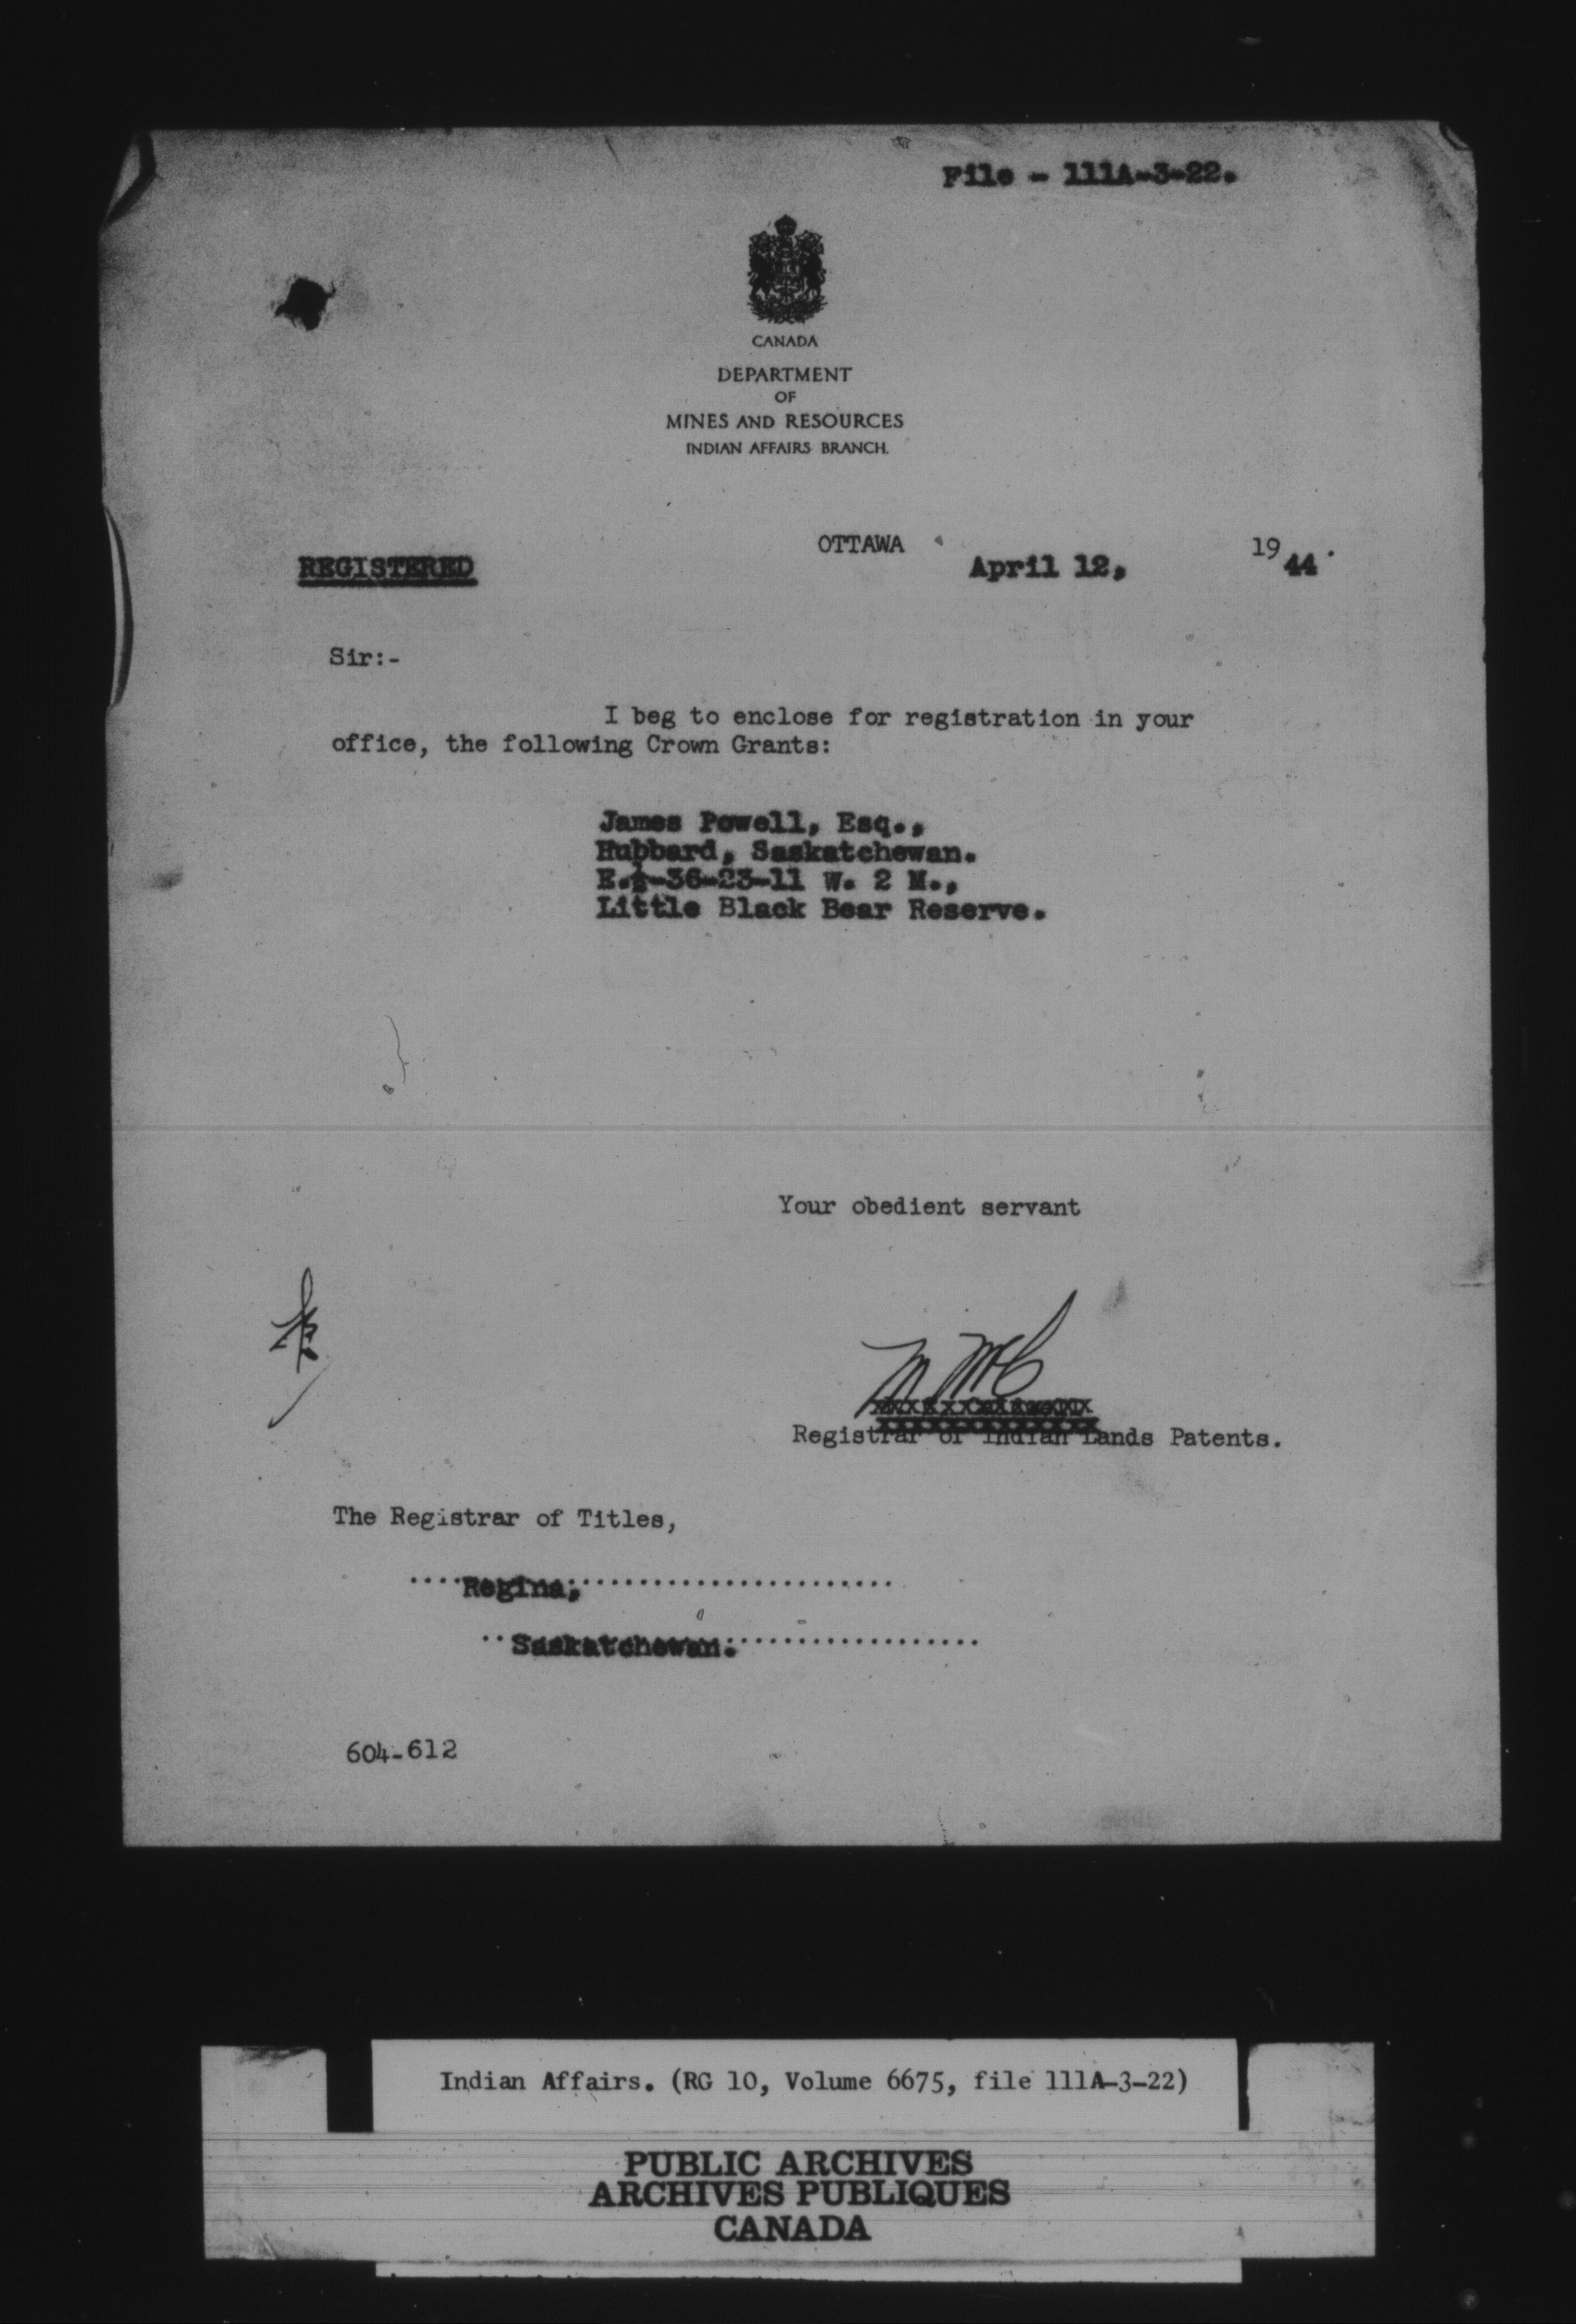 File - 111A-3-22.
CANADA
DEPARTMENT
OF
MINES AND RESOURCES
INDIAN AFFAIRS BRANCH.
OTTAWA April 12, 1944.
REGISTERED
Sir:-
I beg to enclose for registration in your
office, the following Crown Grants:
James Powell, Esq.,
Hubbard, Saskatchewan.
E.½-36-23-11 W. 2 M.,
Little Black Bear Reserve.
Your obedient servant
Registrar of Indian Lands Patents.
The Registrar of Titles,
....Regina,............................
..Saskatchewan......................
604-612
Indian Affairs. (RG 10, Volume 6675, file 111A-3-22)
PUBLIC ARCHIVES
ARCHIVES PUBLIQUES
CANADA